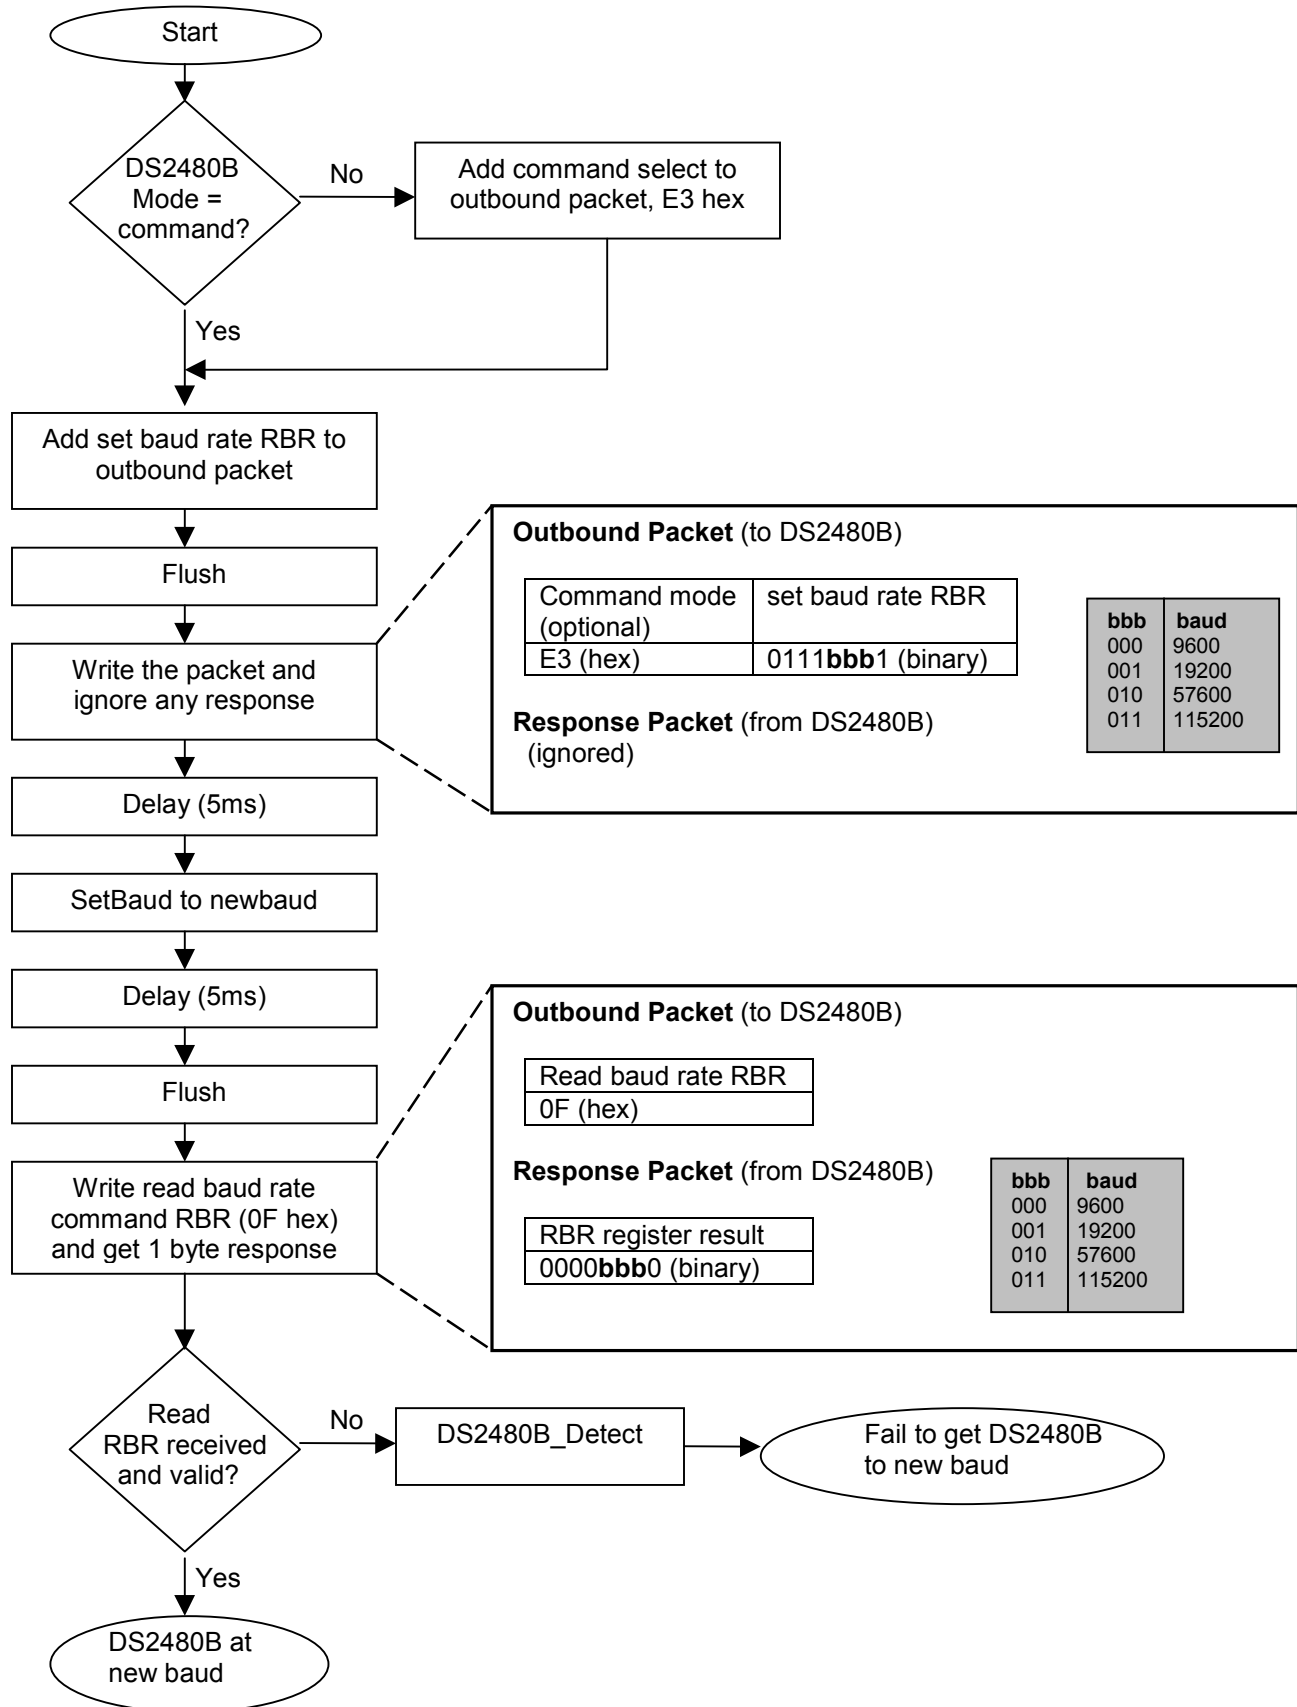 Start
DS2480B
Mode =
command?
No
Add command select to
outbound packet, E3 hex
Yes
Add set baud rate RBR to
outbound packet
Flush
Write the packet and
ignore any response
Outbound Packet (to DS2480B)
Command mode
(optional)
set baud rate RBR
E3 (hex)
0111bbb1 (binary)
bbb baud
000 9600
001 19200
010 57600
011 115200
Response Packet (from DS2480B)
(ignored)
Delay (5ms)
SetBaud to newbaud
Delay (5ms)
Flush
Write read baud rate
command RBR (0F hex)
and get 1 byte response
Outbound Packet (to DS2480B)
Read baud rate RBR
0F (hex)
Response Packet (from DS2480B)
RBR register result
0000bbb0 (binary)
bbb baud
000 9600
001 19200
010 57600
011 115200
Read
RBR received
and valid?
No
DS2480B_Detect
Fail to get DS2480B
to new baud
Yes
DS2480B at
new baud